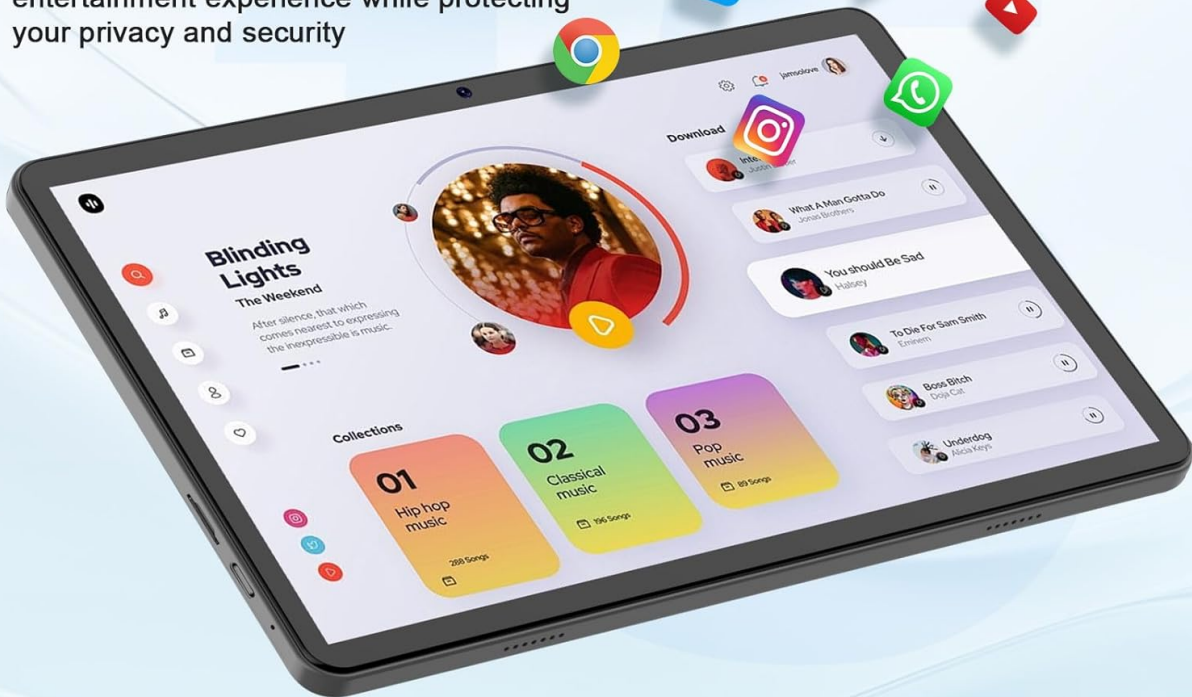 entertainment experience while protecting
your privacy and security
jamsolove
Download
Blinding
Lights
The Weekend
After silence, that which
comes nearest to expressing
the inexpressible is music.
What A Man Gotta Do
Jonas Brothers
You should Be Sad
Halsey
To Die For Sam Smith
Eminem
Boss Bitch
Doja Cat
Underdog
Alicia Keys
Collections
01
Hip hop
music
288 Songs
02
Classical
music
196 Songs
03
Pop
music
89 Songs